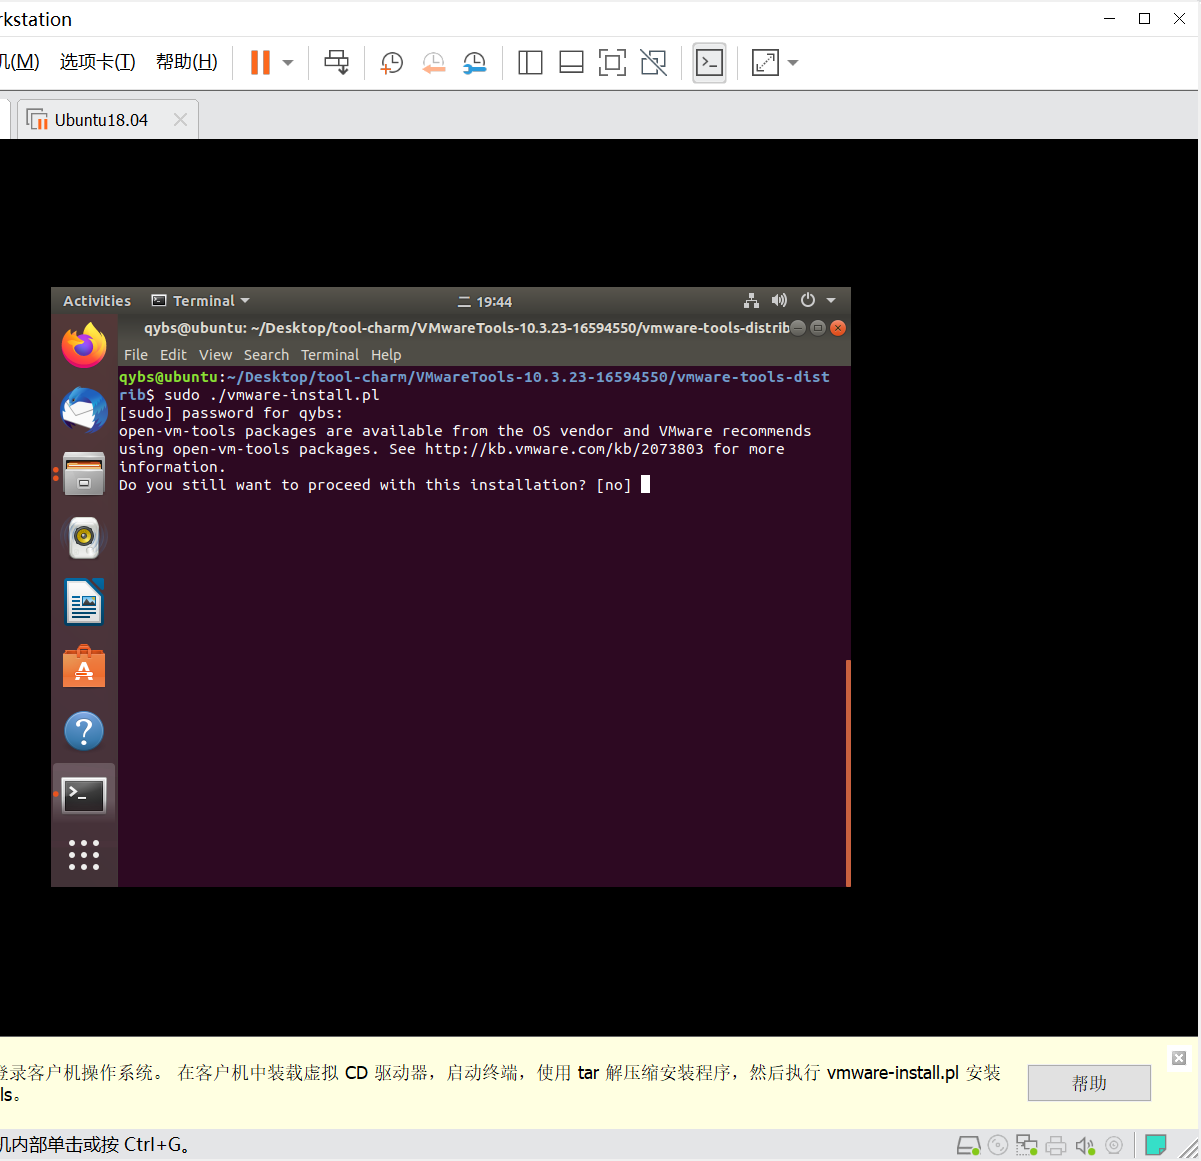 rkstation
机(M) 选项卡(T) 帮助(H)
Ubuntu18.04
Activities Terminal 二 19:44
qybs@ubuntu: ~/Desktop/tool-charm/VMwareTools-10.3.23-16594550/vmware-tools-distrib
File Edit View Search Terminal Help
qybs@ubuntu:~/Desktop/tool-charm/VMwareTools-10.3.23-16594550/vmware-tools-dist
rib$ sudo ./vmware-install.pl
[sudo] password for qybs:
open-vm-tools packages are available from the OS vendor and VMware recommends
using open-vm-tools packages. See http://kb.vmware.com/kb/2073803 for more
information.
Do you still want to proceed with this installation? [no]
登录客户机操作系统。 在客户机中装载虚拟 CD 驱动器，启动终端，使用 tar 解压缩安装程序，然后执行 vmware-install.pl 安装
ls。
帮助
机内部单击或按 Ctrl+G。